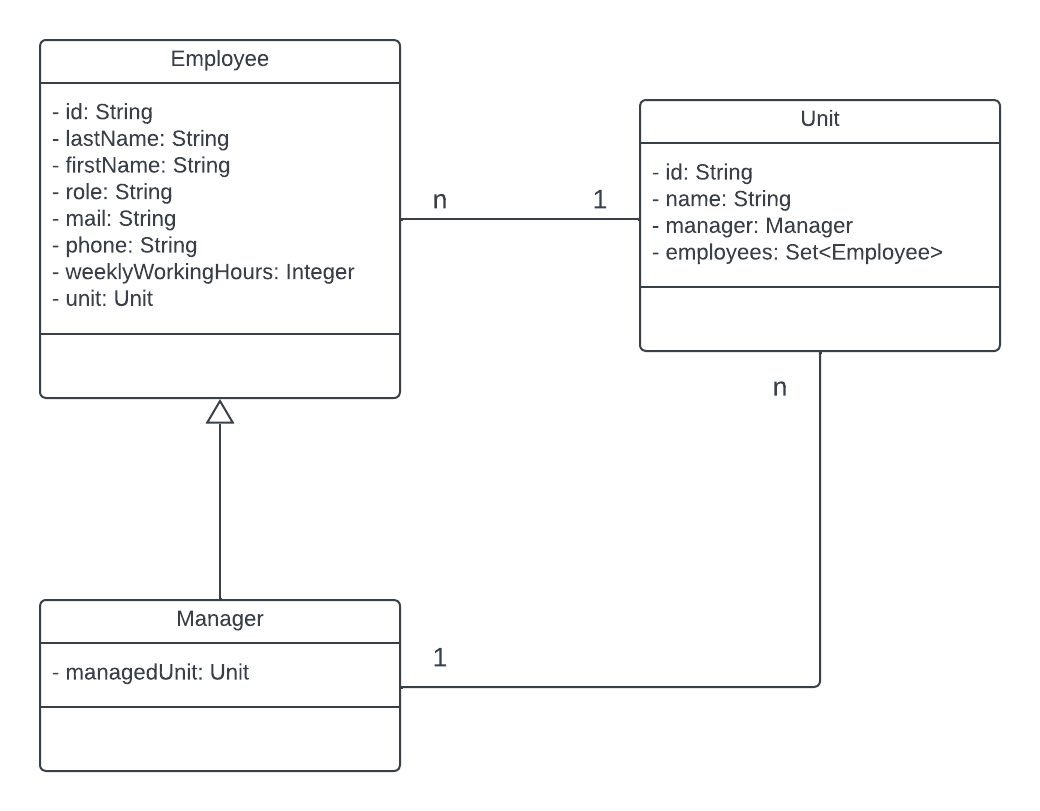 Employee
- id: String
- lastName: String
- firstName: String
- role: String
- mail: String
- phone: String
- weeklyWorkingHours: Integer
- unit: Unit
n
1
Unit
- id: String
- name: String
- manager: Manager
- employees: Set<Employee>
n
Manager
- managedUnit: Unit
1